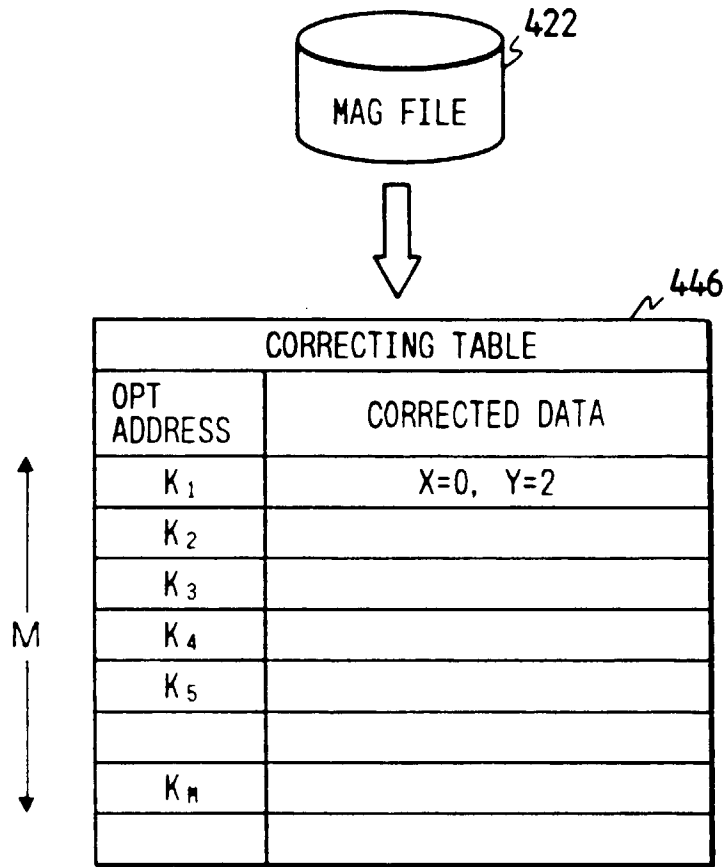 422
MAG FILE
446
CORRECTING TABLE
OPT ADDRESS
CORRECTED DATA
K₁ X=0, Y=2
K₂
K₃
M
K₄
K₅
Kₘ